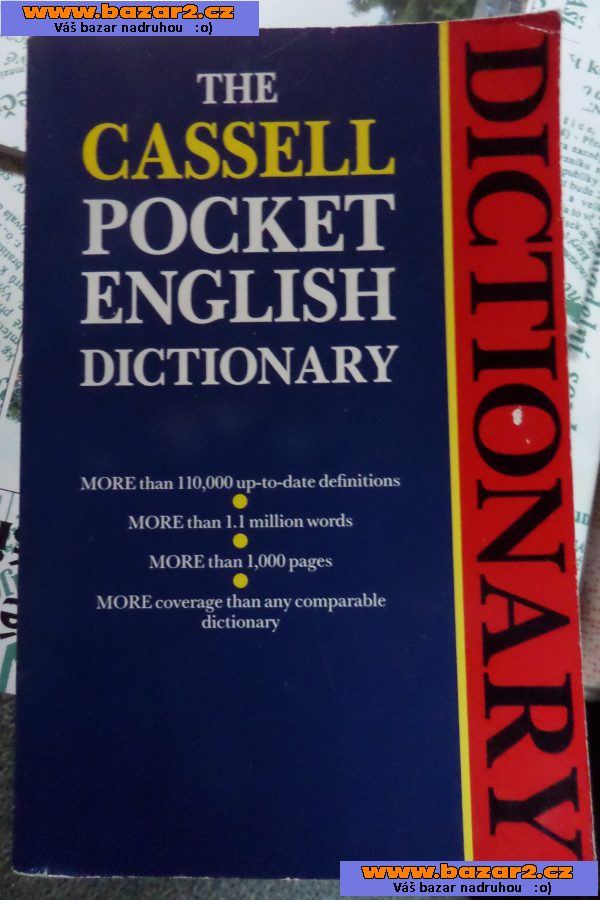 www.bazar2.cz
Váš bazar nadruhou :o)
THE
CASSELL
POCKET
ENGLISH
DICTIONARY
MORE than 110,000 up-to-date definitions
MORE than 1.1 million words
MORE than 1,000 pages
MORE coverage than any comparable
dictionary
DICTIONARY
www.bazar2.cz
Váš bazar nadruhou :o)